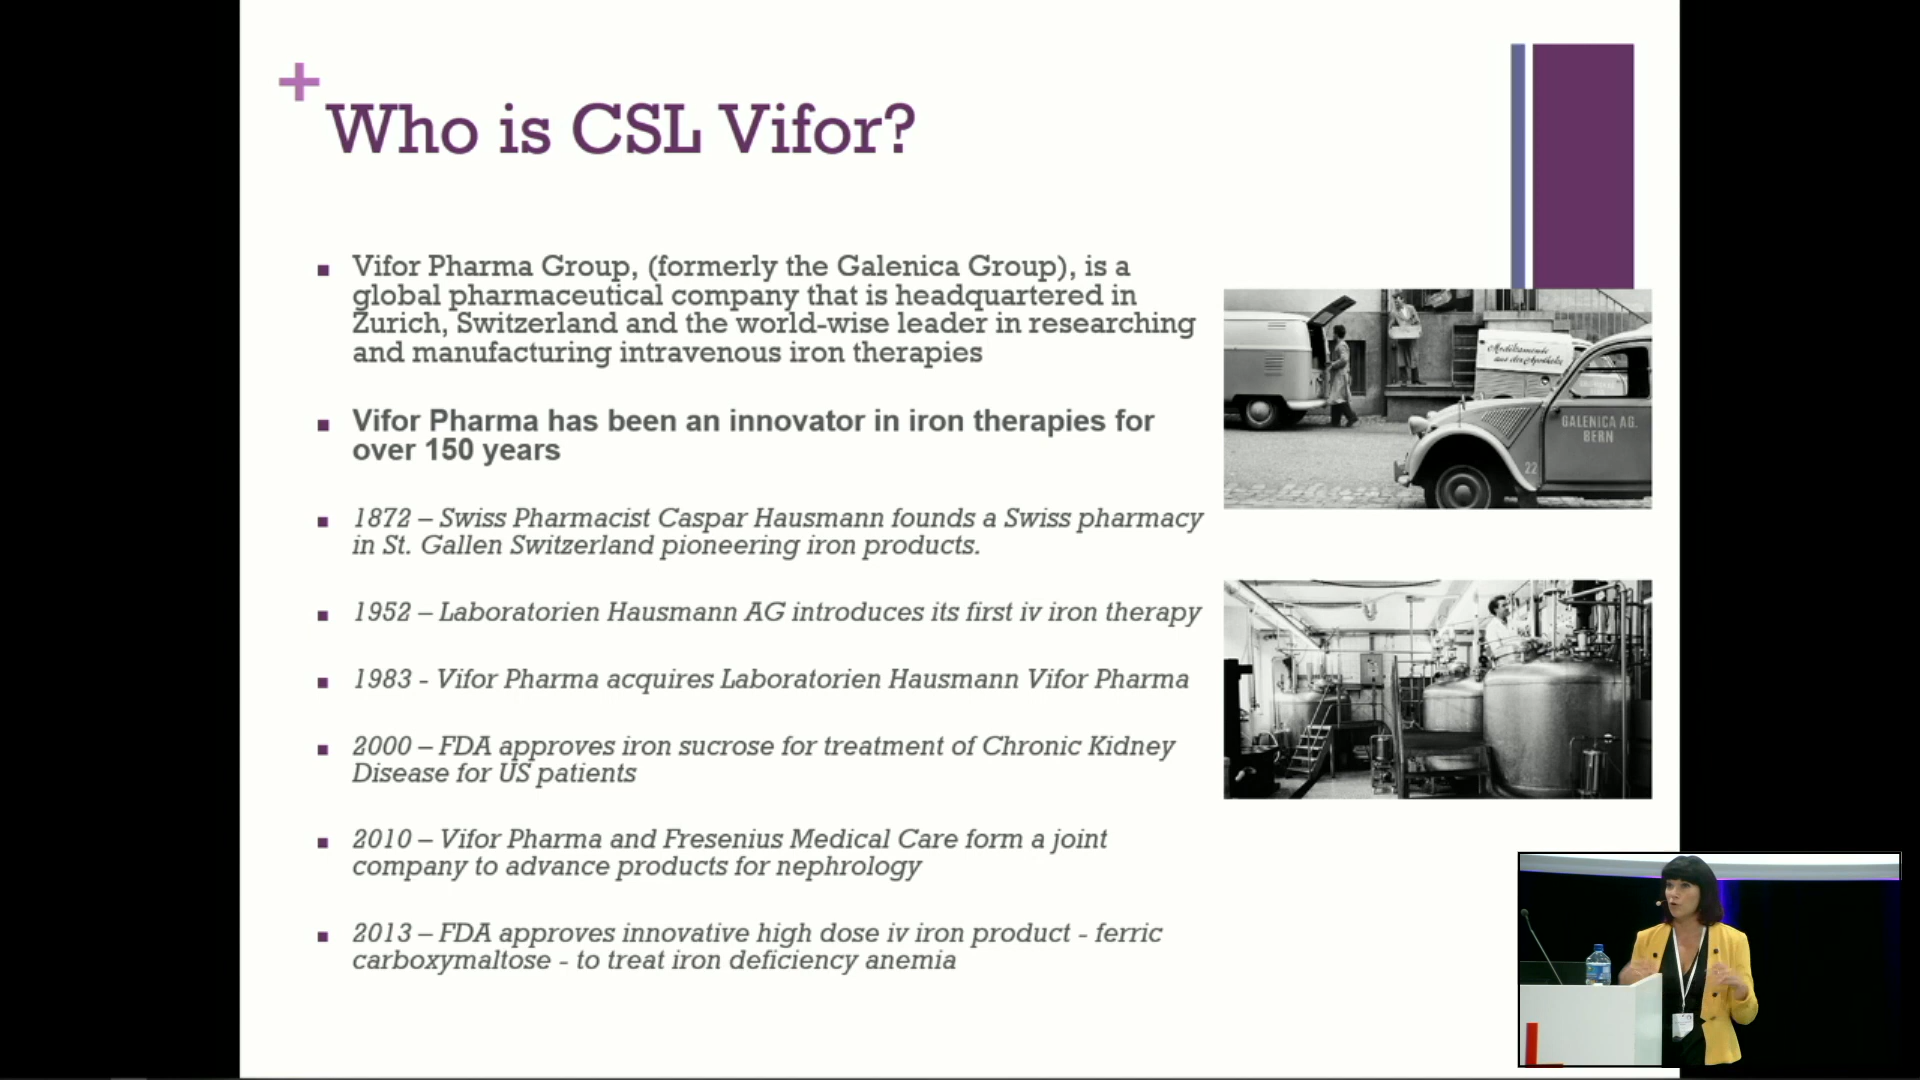 Who is CSL Vifor?
Vifor Pharma Group, (formerly the Galenica Group), is a
global pharmaceutical company that is headquartered in
Zurich, Switzerland and the world-wise leader in researching
and manufacturing intravenous iron therapies
Vifor Pharma has been an innovator in iron therapies for
over 150 years
1872 – Swiss Pharmacist Caspar Hausmann founds a Swiss pharmacy
in St. Gallen Switzerland pioneering iron products.
1952 – Laboratorien Hausmann AG introduces its first iv iron therapy
1983 - Vifor Pharma acquires Laboratorien Hausmann Vifor Pharma
2000 – FDA approves iron sucrose for treatment of Chronic Kidney
Disease for US patients
2010 – Vifor Pharma and Fresenius Medical Care form a joint
company to advance products for nephrology
2013 – FDA approves innovative high dose iv iron product - ferric
carboxymaltose - to treat iron deficiency anemia
Medikamente
aus der Apotheke
GALENICA AG.
BERN
22